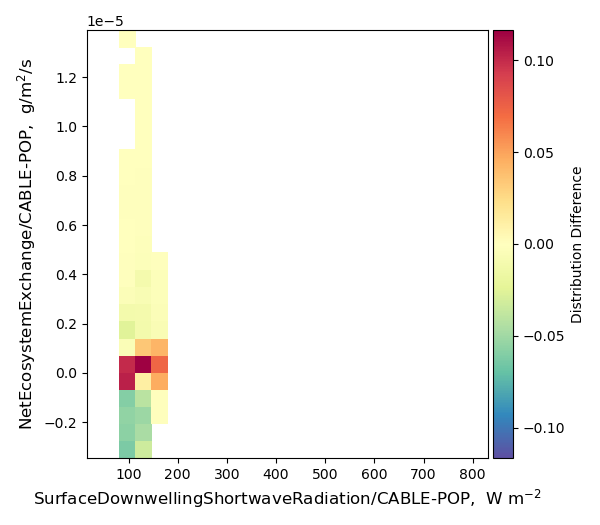 1e−5
NetEcosystemExchange/CABLE-POP, g/m²/s
1.2
1.0
0.8
0.6
0.4
0.2
0.0
−0.2
100 200 300 400 500 600 700 800
SurfaceDownwellingShortwaveRadiation/CABLE-POP, W m⁻²
0.10
0.05
0.00
−0.05
−0.10
Distribution Difference